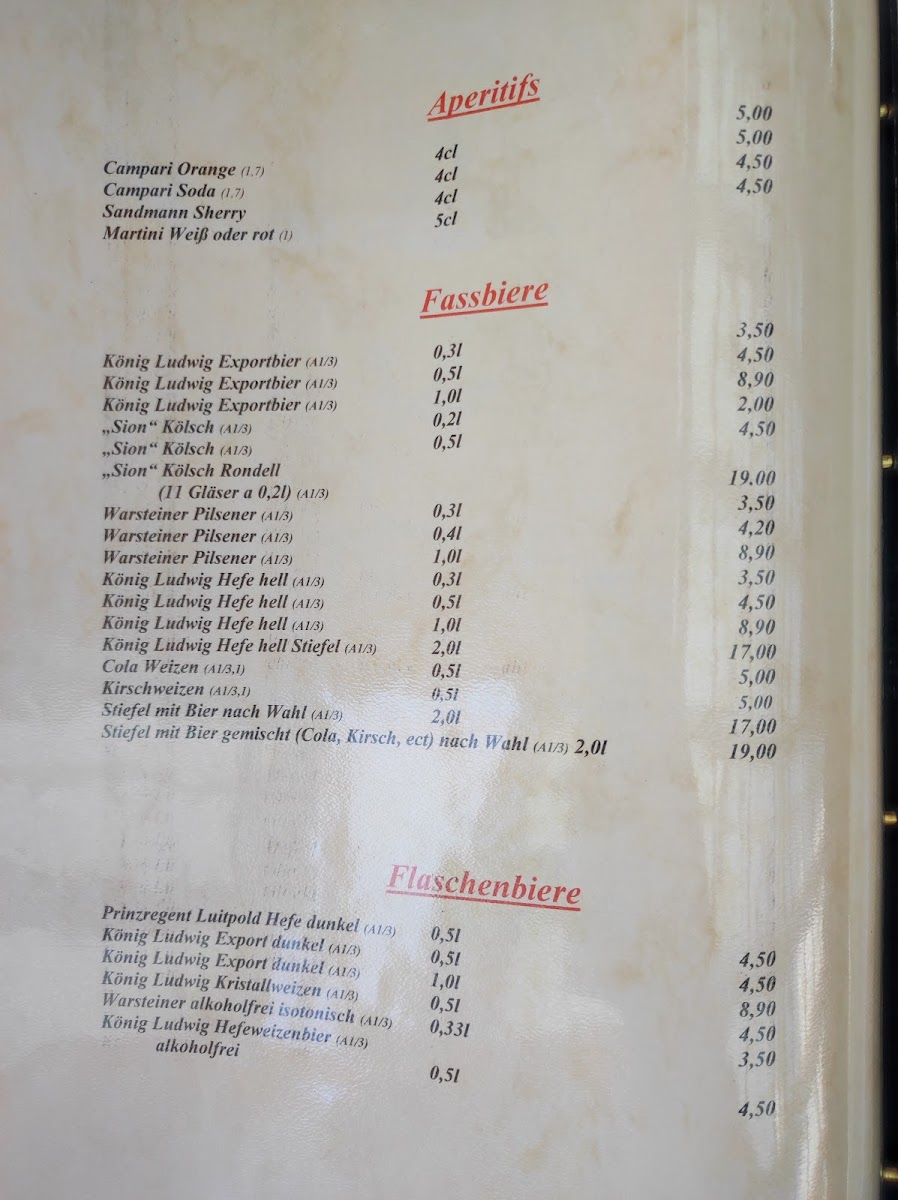 Aperitifs
Campari Orange (1,7) 4cl 5,00
Campari Soda (1,7) 4cl 5,00
Sandmann Sherry 4cl 4,50
Martini Weiß oder rot (1) 5cl 4,50
Fassbiere
König Ludwig Exportbier (A1/3) 0,3l 3,50
König Ludwig Exportbier (A1/3) 0,5l 4,50
König Ludwig Exportbier (A1/3) 1,0l 8,90
„Sion“ Kölsch (A1/3) 0,2l 2,00
„Sion“ Kölsch (A1/3) 0,5l 4,50
„Sion“ Kölsch Rondell
(11 Gläser a 0,2l) (A1/3) 19,00
Warsteiner Pilsener (A1/3) 0,3l 3,50
Warsteiner Pilsener (A1/3) 0,4l 4,20
Warsteiner Pilsener (A1/3) 1,0l 8,90
König Ludwig Hefe hell (A1/3) 0,3l 3,50
König Ludwig Hefe hell (A1/3) 0,5l 4,50
König Ludwig Hefe hell (A1/3) 1,0l 8,90
König Ludwig Hefe hell Stiefel (A1/3) 2,0l 17,00
Cola Weizen (A1/3,1) 0,5l 5,00
Kirschweizen (A1/3,1) 0,5l 5,00
Stiefel mit Bier nach Wahl (A1/3) 2,0l 17,00
Stiefel mit Bier gemischt (Cola, Kirsch, ect) nach Wahl (A1/3) 2,0l 19,00
Flaschenbiere
Prinzregent Luitpold Hefe dunkel (A1/3) 0,5l 4,50
König Ludwig Export dunkel (A1/3) 0,5l 4,50
König Ludwig Export dunkel (A1/3) 1,0l 8,90
König Ludwig Kristallweizen (A1/3) 0,5l 4,50
Warsteiner alkoholfrei isotonisch (A1/3) 0,33l 3,50
König Ludwig Hefeweizenbier (A1/3)
alkoholfrei 0,5l 4,50